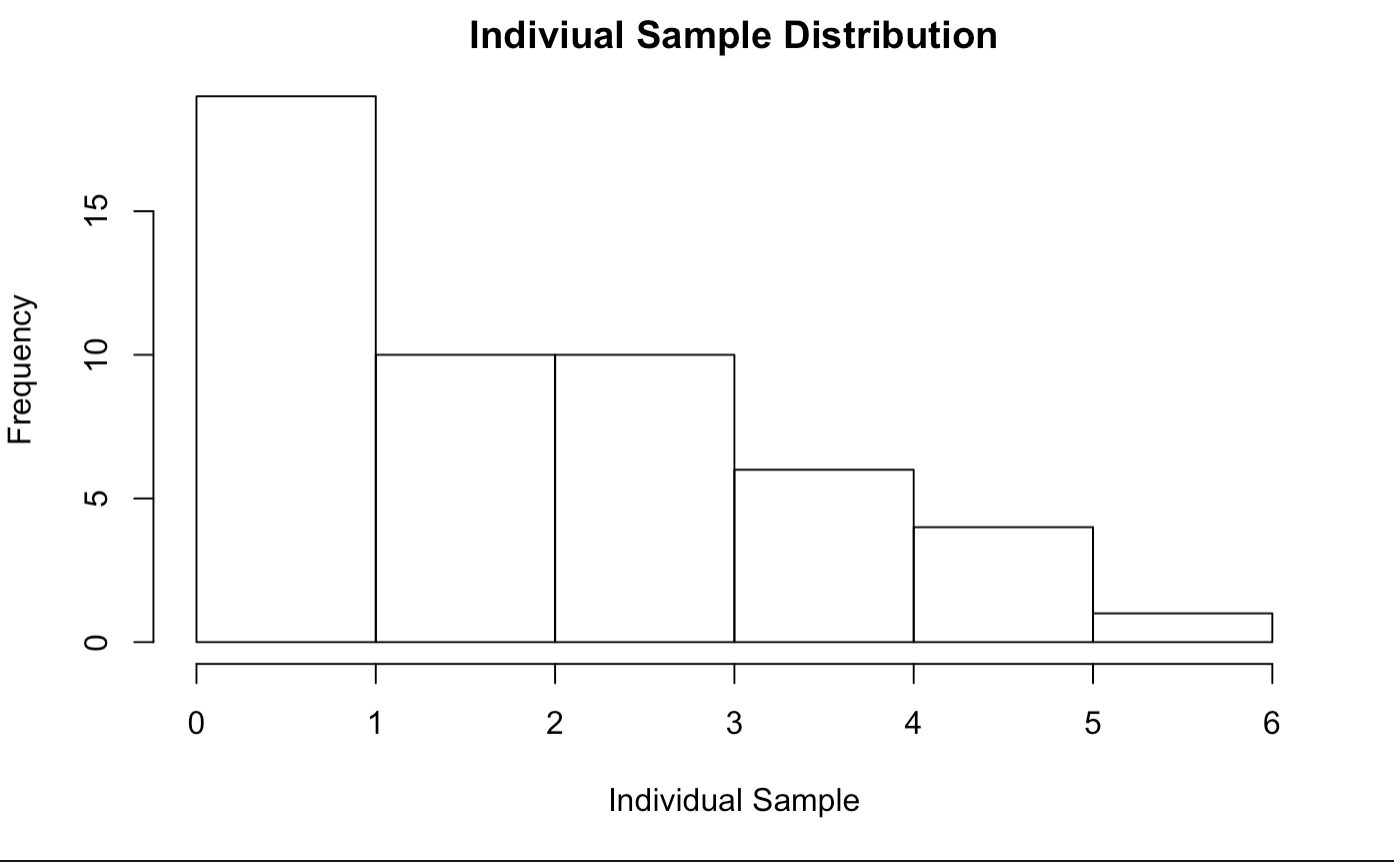 Indiviual Sample Distribution
15
10
5
0
Frequency
0 1 2 3 4 5 6
Individual Sample